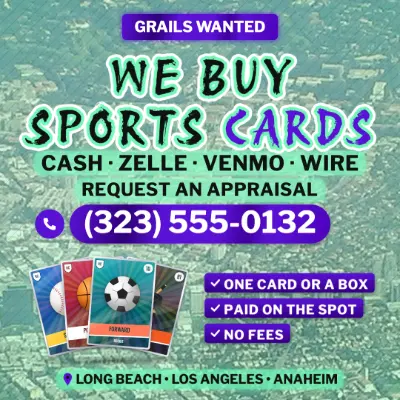 GRAILS WANTED
WE BUY
SPORTS CARDS
CASH · ZELLE · VENMO · WIRE
REQUEST AN APPRAISAL
(323) 555-0132
FORWARD
ONE CARD OR A BOX
PAID ON THE SPOT
NO FEES
LONG BEACH • LOS ANGELES • ANAHEIM